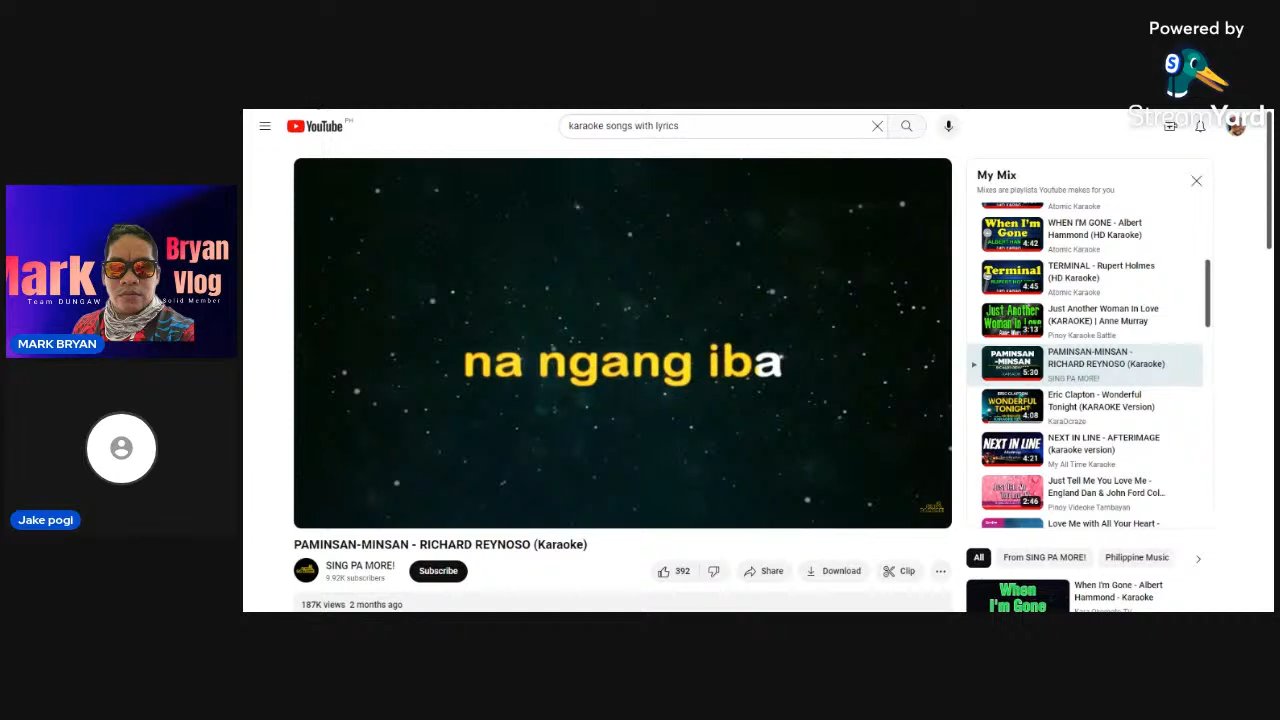 Powered by
StreamYard
YouTube PH
karaoke songs with lyrics
Mark
Bryan
Vlog
Team DUNGAW
Solid Member
MARK BRYAN
Jake pogi
na ngang iba
PAMINSAN-MINSAN - RICHARD REYNOSO (Karaoke)
SING PA MORE!
9.92K subscribers
Subscribe
392
Share
Download
Clip
187K views 2 months ago
My Mix
Mixes are playlists YouTube makes for you
Atomic Karaoke
When I'm
Gone
4:42
WHEN I'M GONE - Albert
Hammond (HD Karaoke)
Atomic Karaoke
Terminal
4:45
TERMINAL - Rupert Holmes
(HD Karaoke)
Atomic Karaoke
Just Another
Woman In Love
3:13
Just Another Woman In Love
(KARAOKE) | Anne Murray
Pinoy Karaoke Battle
PAMINSAN
-MINSAN
5:30
PAMINSAN-MINSAN -
RICHARD REYNOSO (Karaoke)
SING PA MORE!
ERIC CLAPTON
WONDERFUL
TONIGHT
4:08
Eric Clapton - Wonderful
Tonight (KARAOKE Version)
KaraDcraze
NEXT IN LINE
4:21
NEXT IN LINE - AFTERIMAGE
(karaoke version)
My All Time Karaoke
2:46
Just Tell Me You Love Me -
England Dan & John Ford Col...
Pinoy Videoke Tambayan
Love Me with All Your Heart -
All
From SING PA MORE!
Philippine Music
When
I'm Gone
When I'm Gone - Albert
Hammond - Karaoke